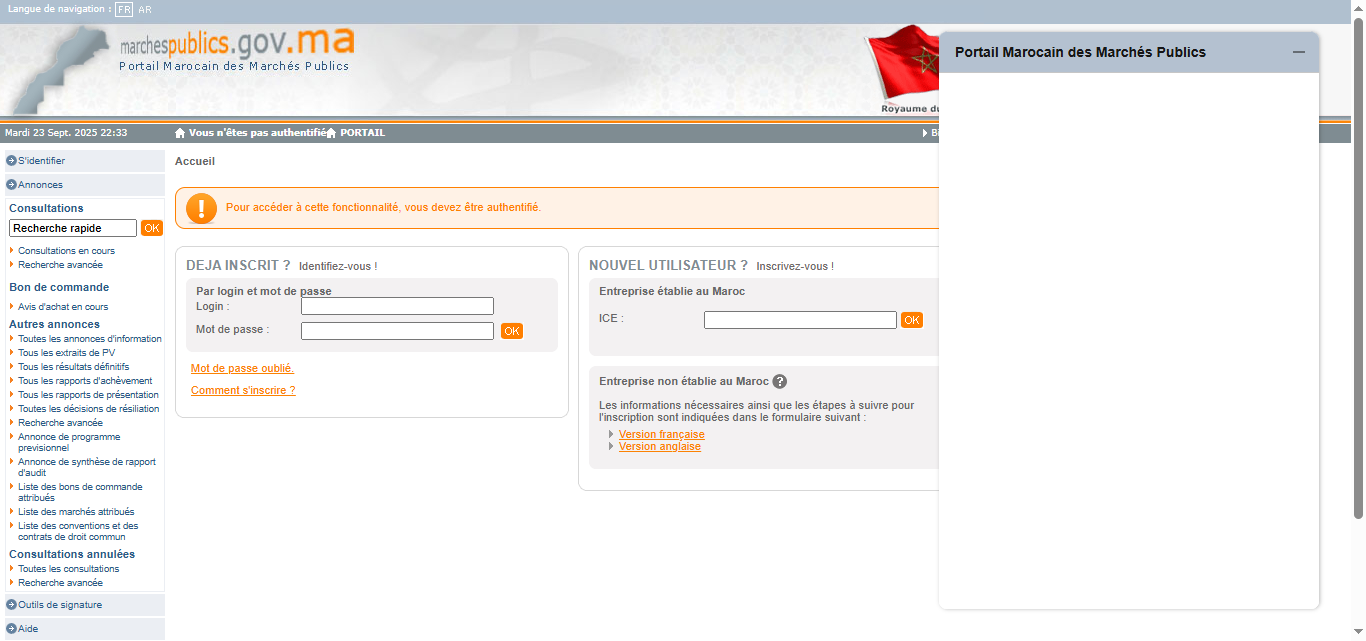 Langue de navigation : FR AR
marchespublics.gov.ma
Portail Marocain des Marchés Publics
Mardi 23 Sept. 2025 22:33
Vous n'êtes pas authentifié
PORTAIL
S'identifier
Annonces
Consultations
Recherche rapide
OK
Consultations en cours
Recherche avancée
Bon de commande
Avis d'achat en cours
Autres annonces
Toutes les annonces d'information
Tous les extraits de PV
Tous les résultats définitifs
Tous les rapports d'achèvement
Tous les rapports de présentation
Toutes les décisions de résiliation
Recherche avancée
Annonce de programme
previsionnel
Annonce de synthèse de rapport
d'audit
Liste des bons de commande
attribués
Liste des marchés attribués
Liste des conventions et des
contrats de droit commun
Consultations annulées
Toutes les consultations
Recherche avancée
Outils de signature
Aide
Accueil
Pour accéder à cette fonctionnalité, vous devez être authentifié.
DEJA INSCRIT ? Identifiez-vous !
Par login et mot de passe
Login :
Mot de passe :
OK
Mot de passe oublié.
Comment s'inscrire ?
NOUVEL UTILISATEUR ? Inscrivez-vous !
Entreprise établie au Maroc
ICE :
OK
Entreprise non établie au Maroc ?
Les informations nécessaires ainsi que les étapes à suivre pour
l'inscription sont indiquées dans le formulaire suivant :
Version française
Version anglaise
Royaume
Portail Marocain des Marchés Publics